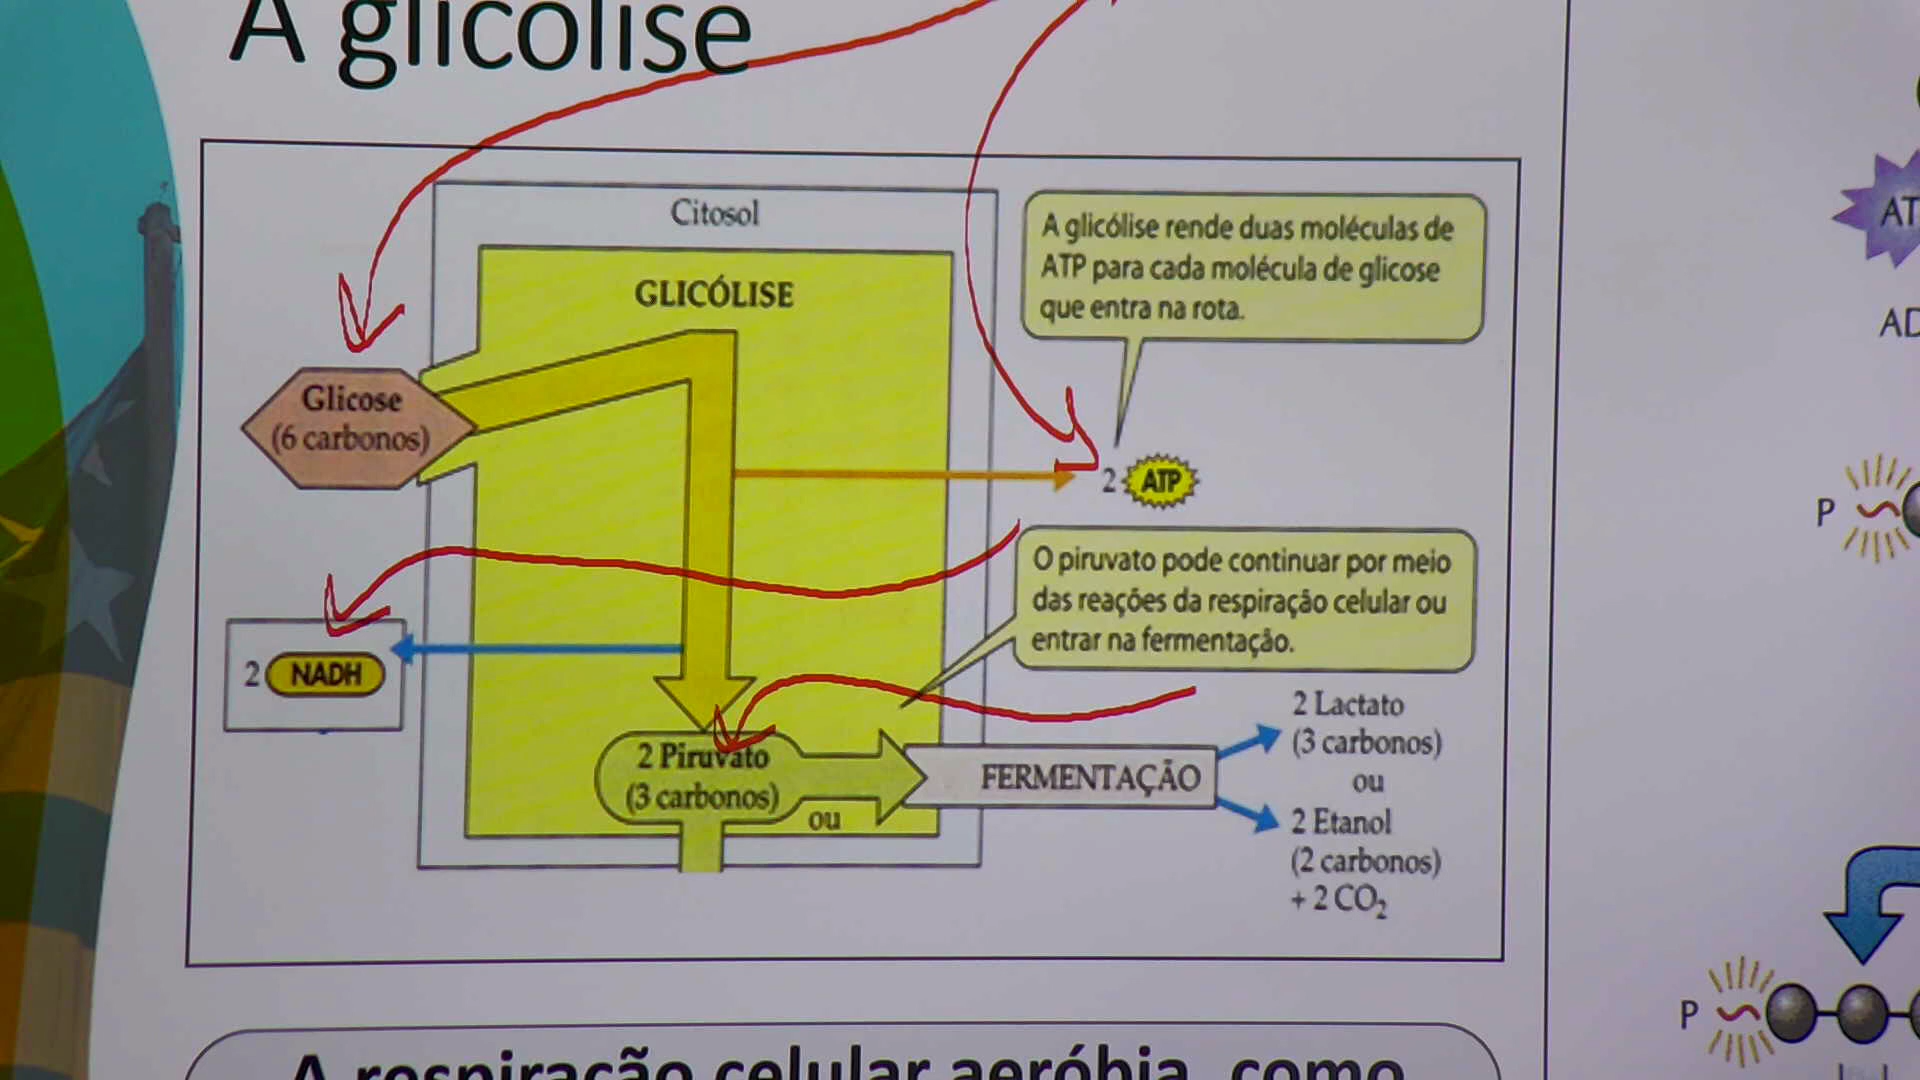 A glicólise
Citosol
GLICÓLISE
A glicólise rende duas moléculas de
ATP para cada molécula de glicose
que entra na rota.
Glicose
(6 carbonos)
2 ATP
O piruvato pode continuar por meio
das reações da respiração celular ou
entrar na fermentação.
2 NADH
2 Piruvato
(3 carbonos)
ou
FERMENTAÇÃO
2 Lactato
(3 carbonos)
ou
2 Etanol
(2 carbonos)
+ 2 CO₂
A respiração celular aeróbia, como
P
P